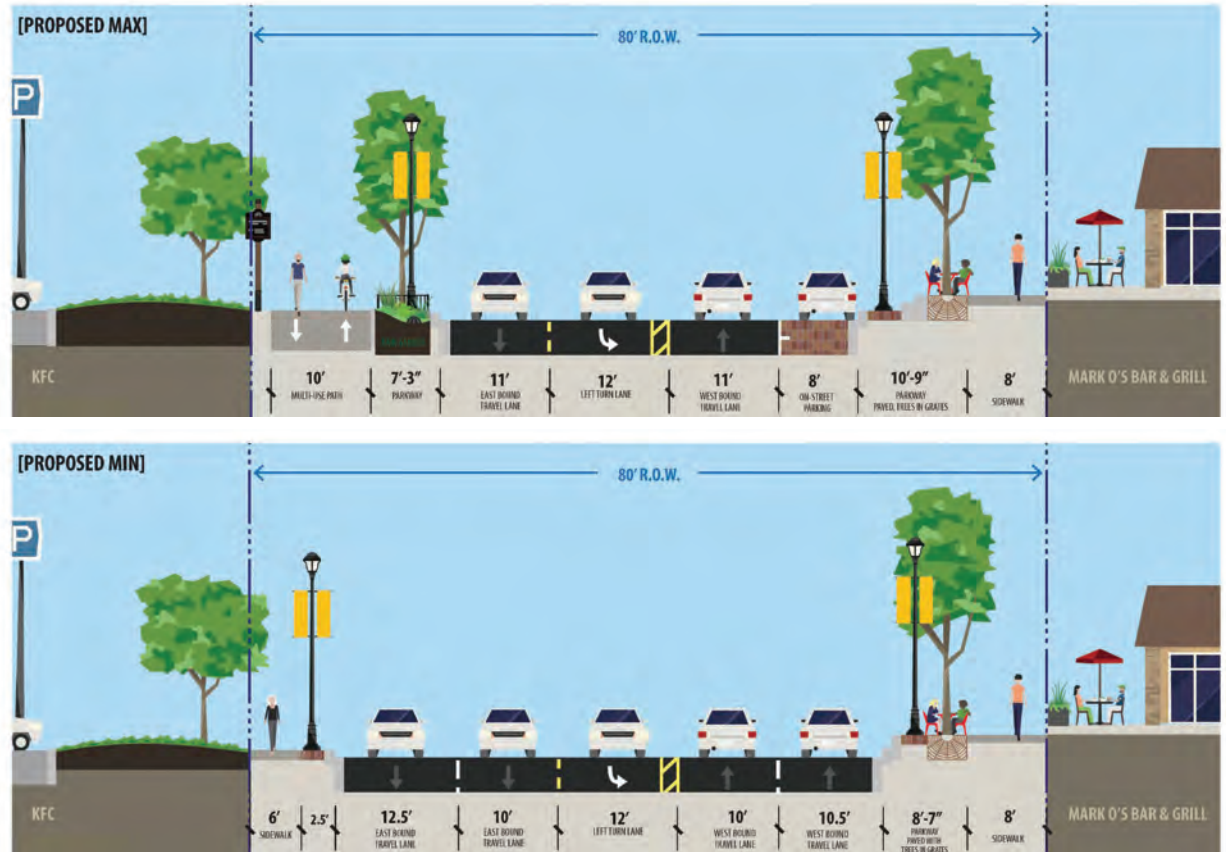 [PROPOSED MAX]
80' R.O.W.
P
KFC
10'
MULTI-USE PATH
7'-3"
PARKWAY
11'
EAST BOUND
TRAVEL LANE
12'
LEFT TURN LANE
11'
WEST BOUND
TRAVEL LANE
8'
ON-STREET
PARKING
10'-9"
PARKWAY
PAVED, TREES IN GRATES
8'
SIDEWALK
MARK O'S BAR & GRILL
[PROPOSED MIN]
80' R.O.W.
P
KFC
6'
SIDEWALK
2.5'
12.5'
EAST BOUND
TRAVEL LANE
10'
EAST BOUND
TRAVEL LANE
12'
LEFT TURN LANE
10'
WEST BOUND
TRAVEL LANE
10.5'
WEST BOUND
TRAVEL LANE
8'-7"
PARKWAY
PAVED WITH
TREES IN GRATES
8'
SIDEWALK
MARK O'S BAR & GRILL